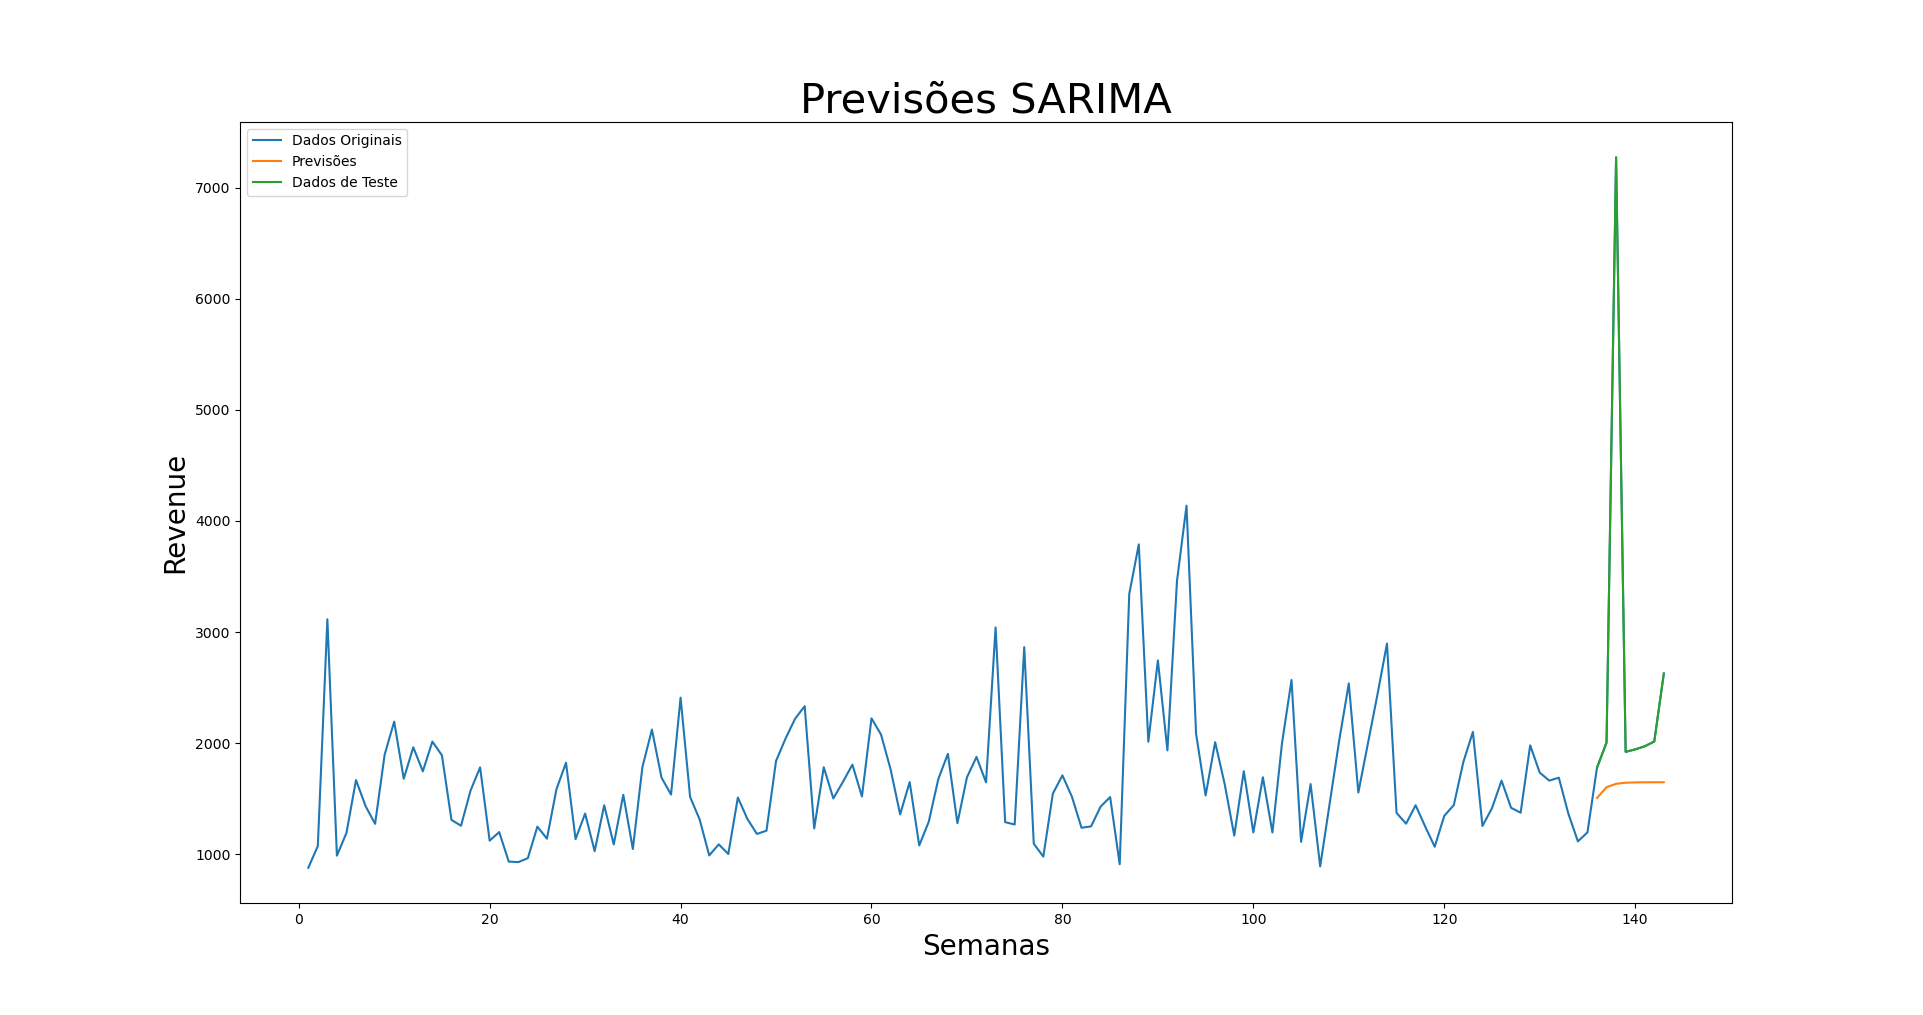 Previsões SARIMA
Dados Originais
Previsões
Dados de Teste
7000
6000
5000
4000
3000
2000
1000
Revenue
0 20 40 60 80 100 120 140
Semanas